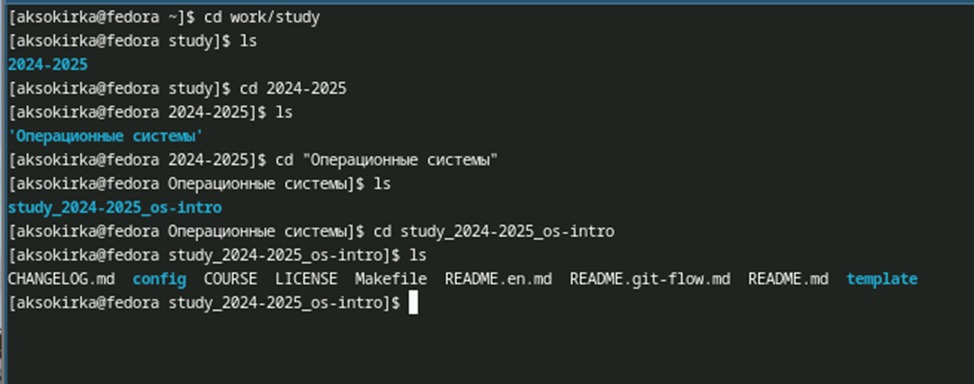 [aksokirka@fedora ~]$ cd work/study
[aksokirka@fedora study]$ ls
2024-2025
[aksokirka@fedora study]$ cd 2024-2025
[aksokirka@fedora 2024-2025]$ ls
'Операционные системы'
[aksokirka@fedora 2024-2025]$ cd "Операционные системы"
[aksokirka@fedora Операционные системы]$ ls
study_2024-2025_os-intro
[aksokirka@fedora Операционные системы]$ cd study_2024-2025_os-intro
[aksokirka@fedora study_2024-2025_os-intro]$ ls
CHANGELOG.md  config  COURSE  LICENSE  Makefile  README.en.md  README.git-flow.md  README.md  template
[aksokirka@fedora study_2024-2025_os-intro]$